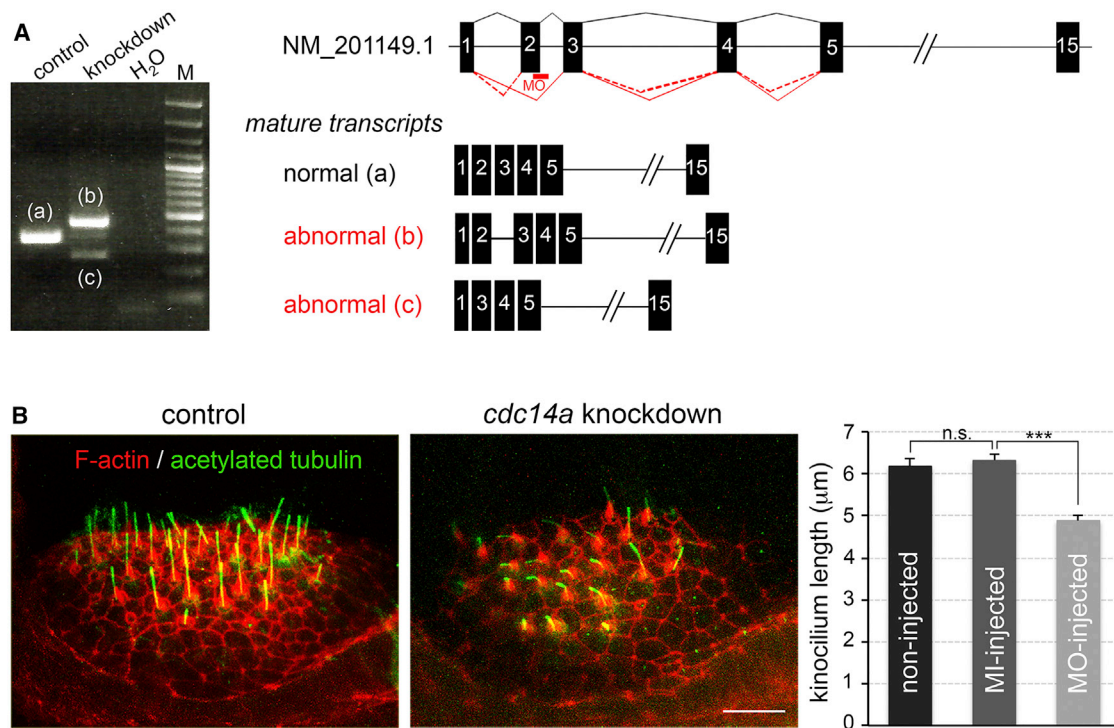 A
control
knockdown
H2O
M
(a)
(b)
(c)
NM_201149.1
1 2 3 4 5 // 15
MO
mature transcripts
normal (a)
1 2 3 4 5 // 15
abnormal (b)
1 2 3 4 5 // 15
abnormal (c)
1 3 4 5 // 15
B
control
F-actin / acetylated tubulin
cdc14a knockdown
kinocilium length (μm)
7
6
5
4
3
2
1
0
n.s.
***
non-injected
MI-injected
MO-injected